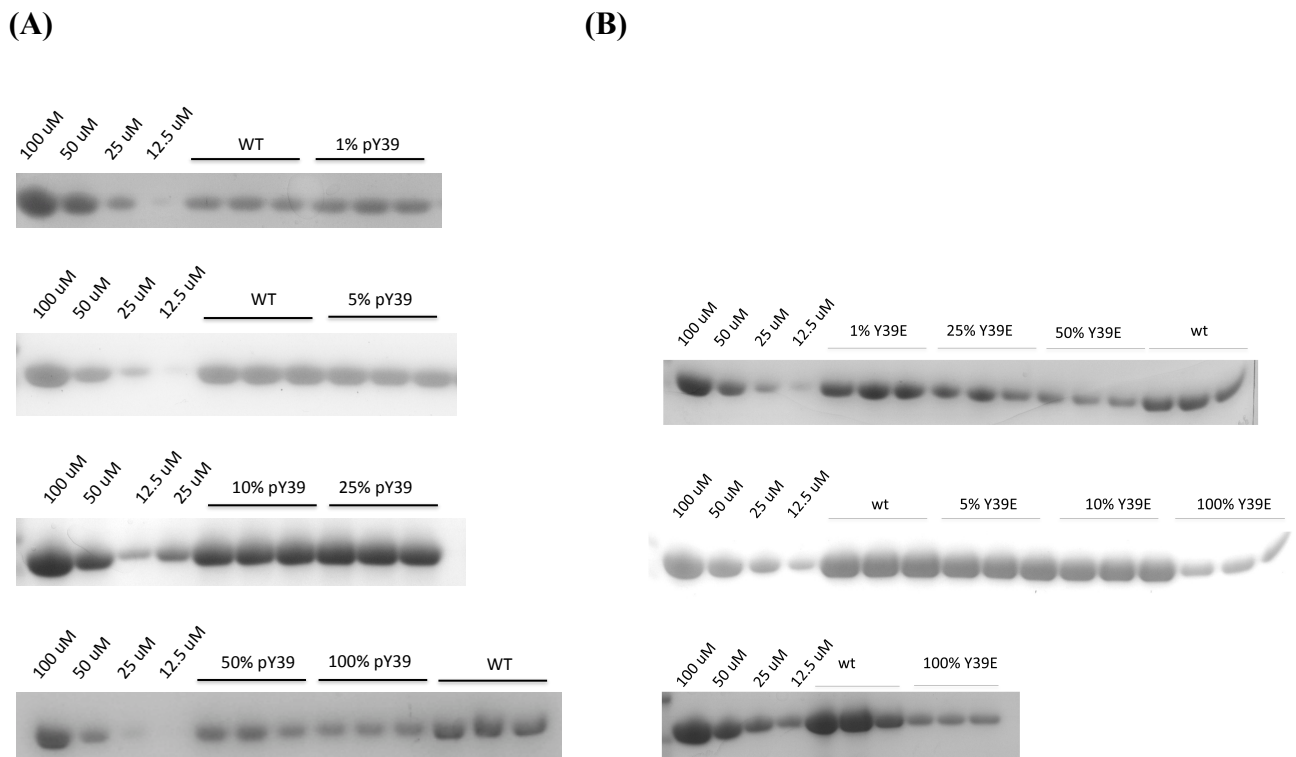 (A)
100 uM 50 uM 25 uM 12.5 uM WT 1% pY39
100 uM 50 uM 25 uM 12.5 uM WT 5% pY39
100 uM 50 uM 12.5 uM 25 uM 10% pY39 25% pY39
100 uM 50 uM 25 uM 12.5 uM 50% pY39 100% pY39 WT
(B)
100 uM 50 uM 25 uM 12.5 uM 1% Y39E 25% Y39E 50% Y39E wt
100 uM 50 uM 25 uM 12.5 uM wt 5% Y39E 10% Y39E 100% Y39E
100 uM 50 uM 25 uM 12.5 uM wt 100% Y39E